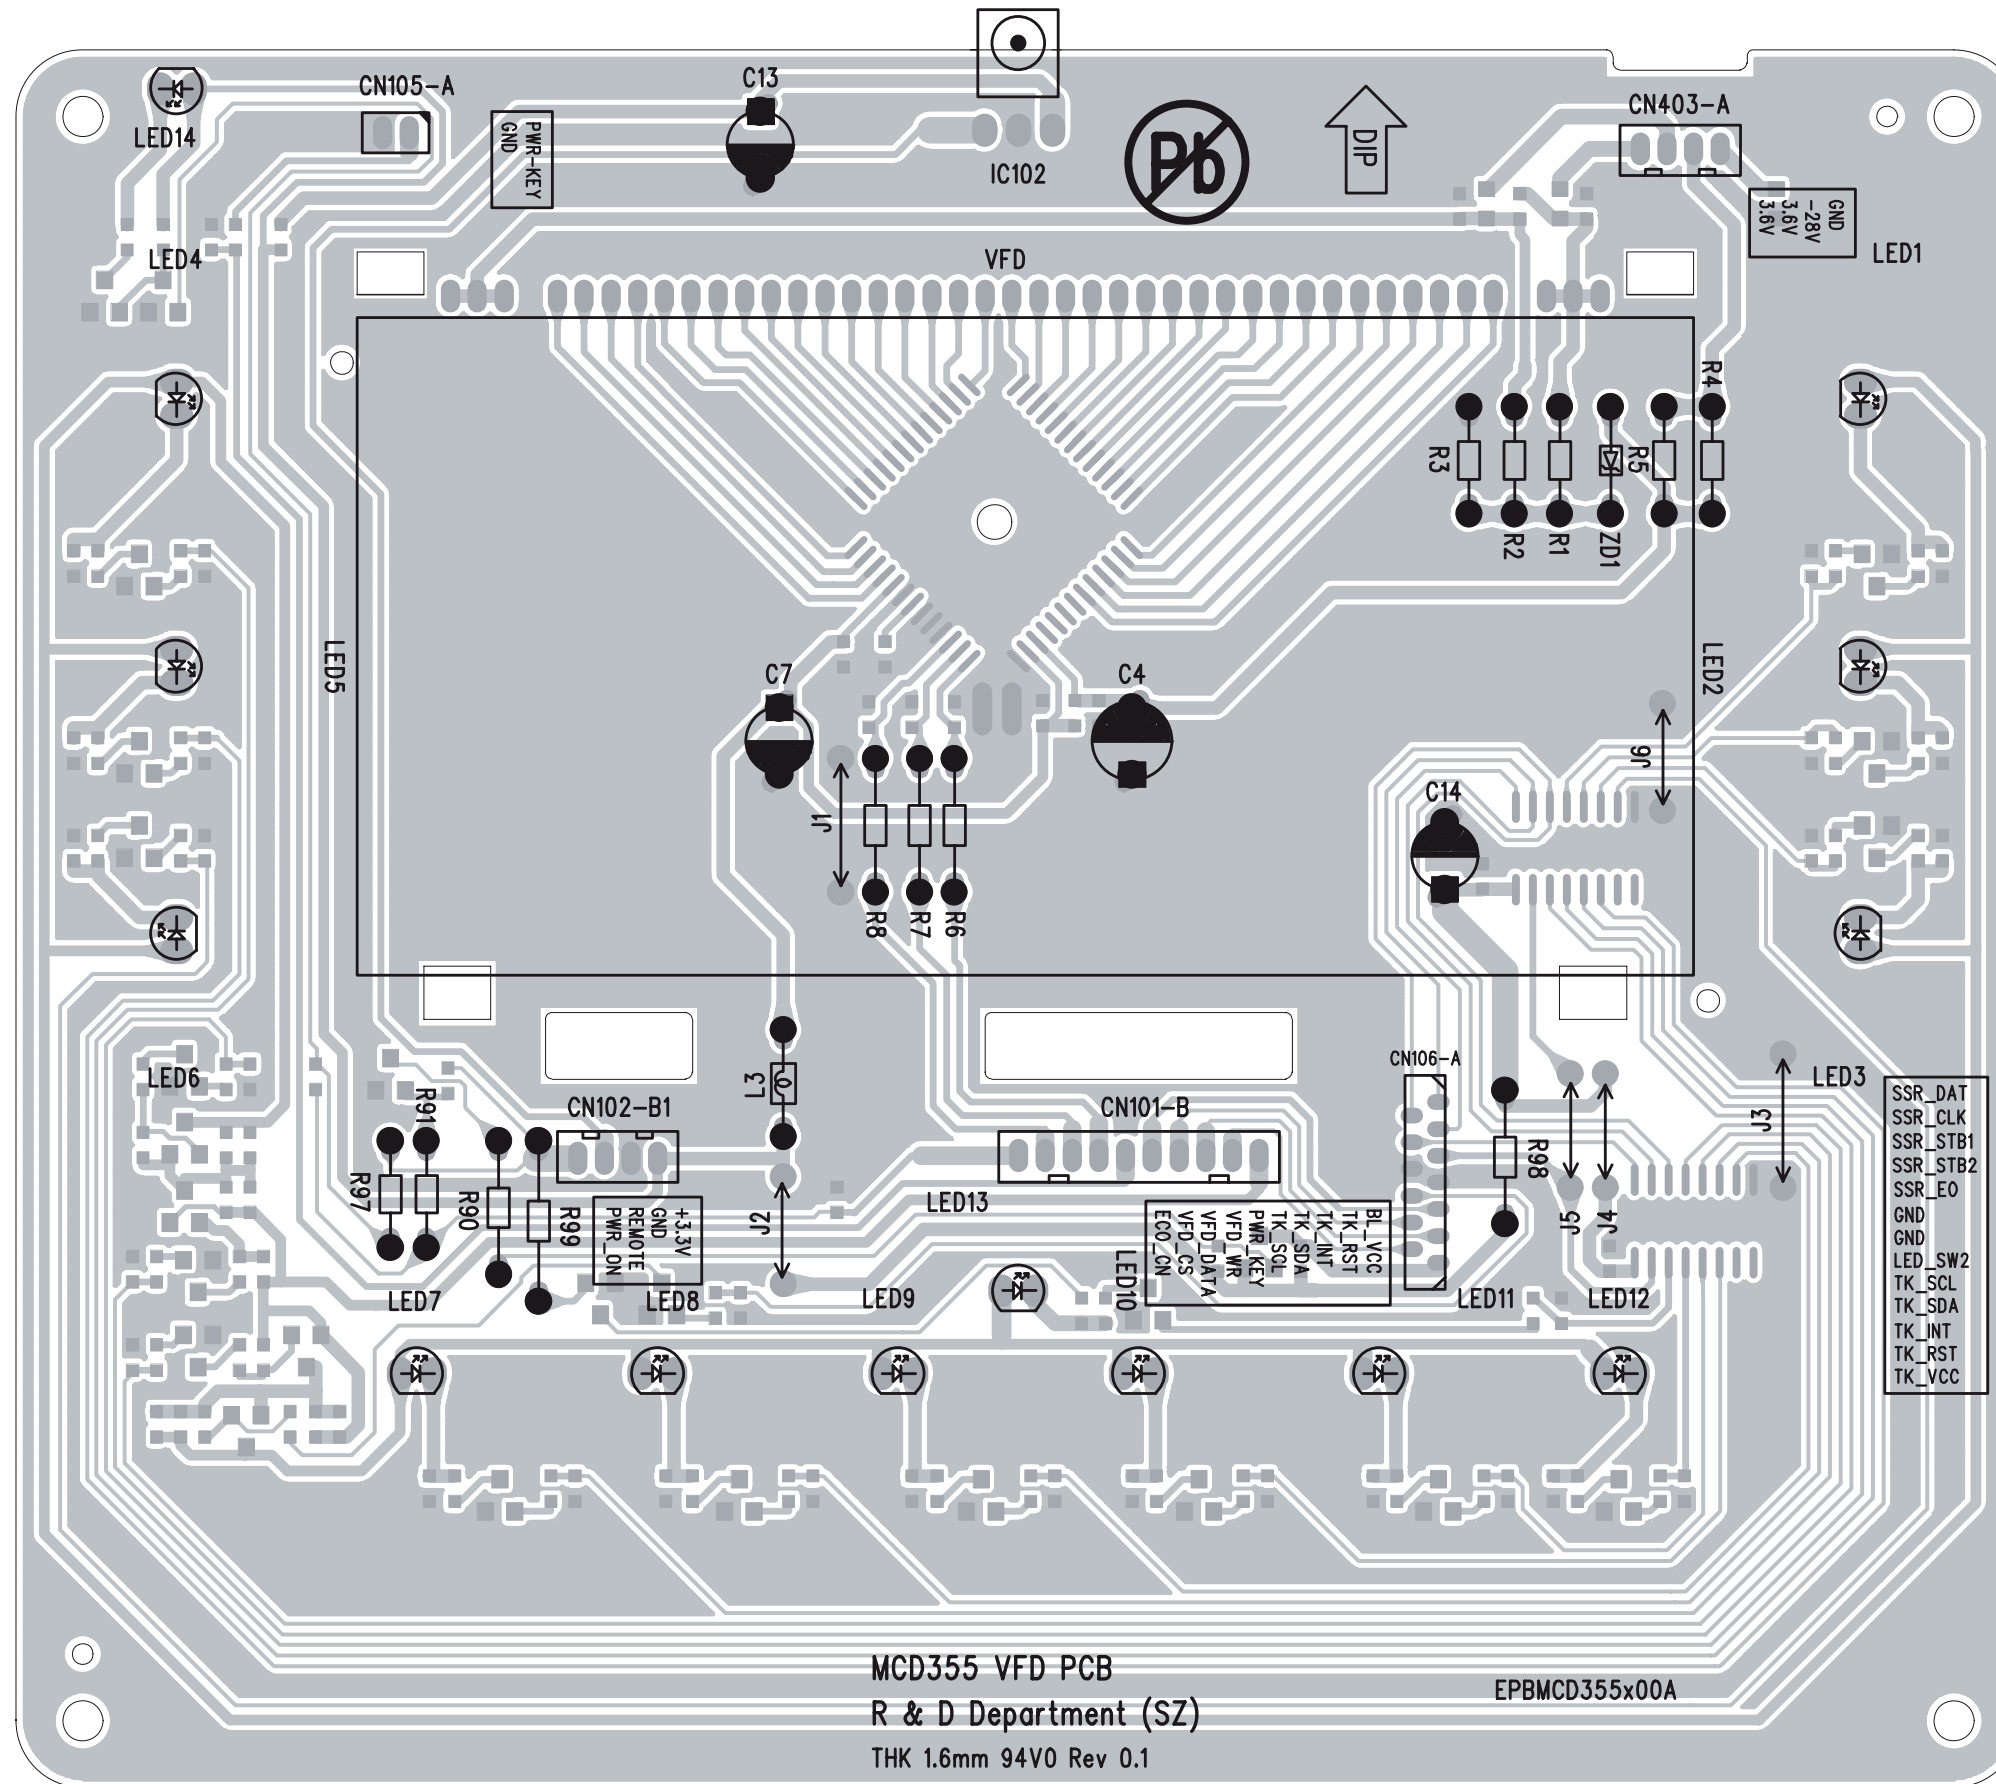 C13
CN105-A
CN403-A
LED14
PWR-KEY
GND
IC102
Pb
DIP
GND
-28V
3.6V
3.6V
LED4
VFD
LED1
R4
R3
R5
R2
R1
ZD1
LED5
LED2
C7
C4
J6
C14
J1
R8
R7
R6
CN106-A
LED6
L3
LED3
R91
CN102-B1
CN101-B
J3
SSR_DAT
SSR_CLK
SSR_STB1
SSR_STB2
SSR_EO
GND
GND
LED_SW2
TK_SCL
TK_SDA
TK_INT
TK_RST
TK_VCC
R97
R90
R99
+3.3V
GND
REMOTE
PWR_ON
J2
LED13
R98
J5
J4
BL_VCC
TK_RST
TK_INT
TK_SDA
TK_SCL
PWR_KEY
VFD_WR
VFD_DATA
VFD_CS
ECO_CN
LED10
LED7
LED8
LED9
LED11
LED12
MCD355 VFD PCB
EPBMCD355x00A
R & D Department (SZ)
THK 1.6mm 94V0 Rev 0.1